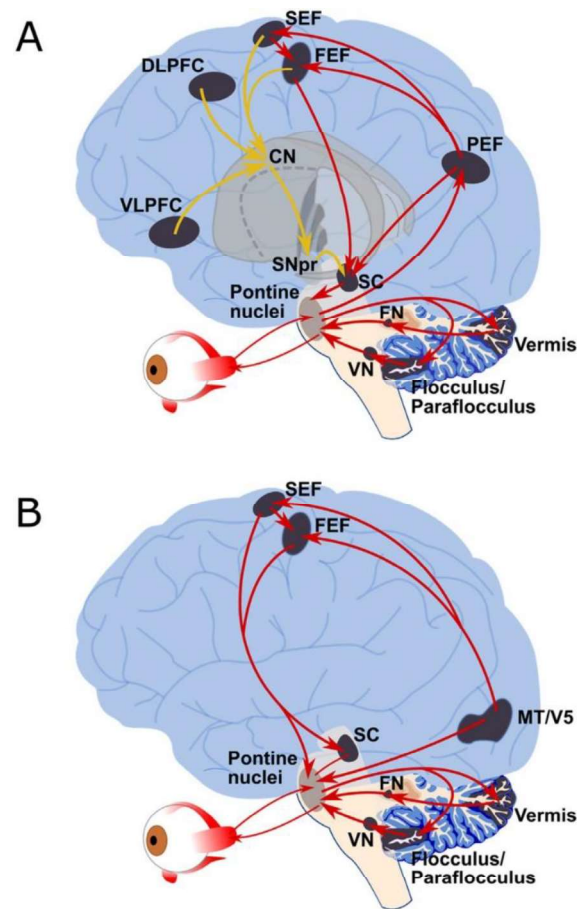 A
SEF
FEF
DLPFC
CN
PEF
VLPFC
SNpr
SC
Pontine
nuclei
FN
Vermis
VN
Flocculus/
Paraflocculus
B
SEF
FEF
MT/V5
SC
Pontine
nuclei
FN
Vermis
VN
Flocculus/
Paraflocculus